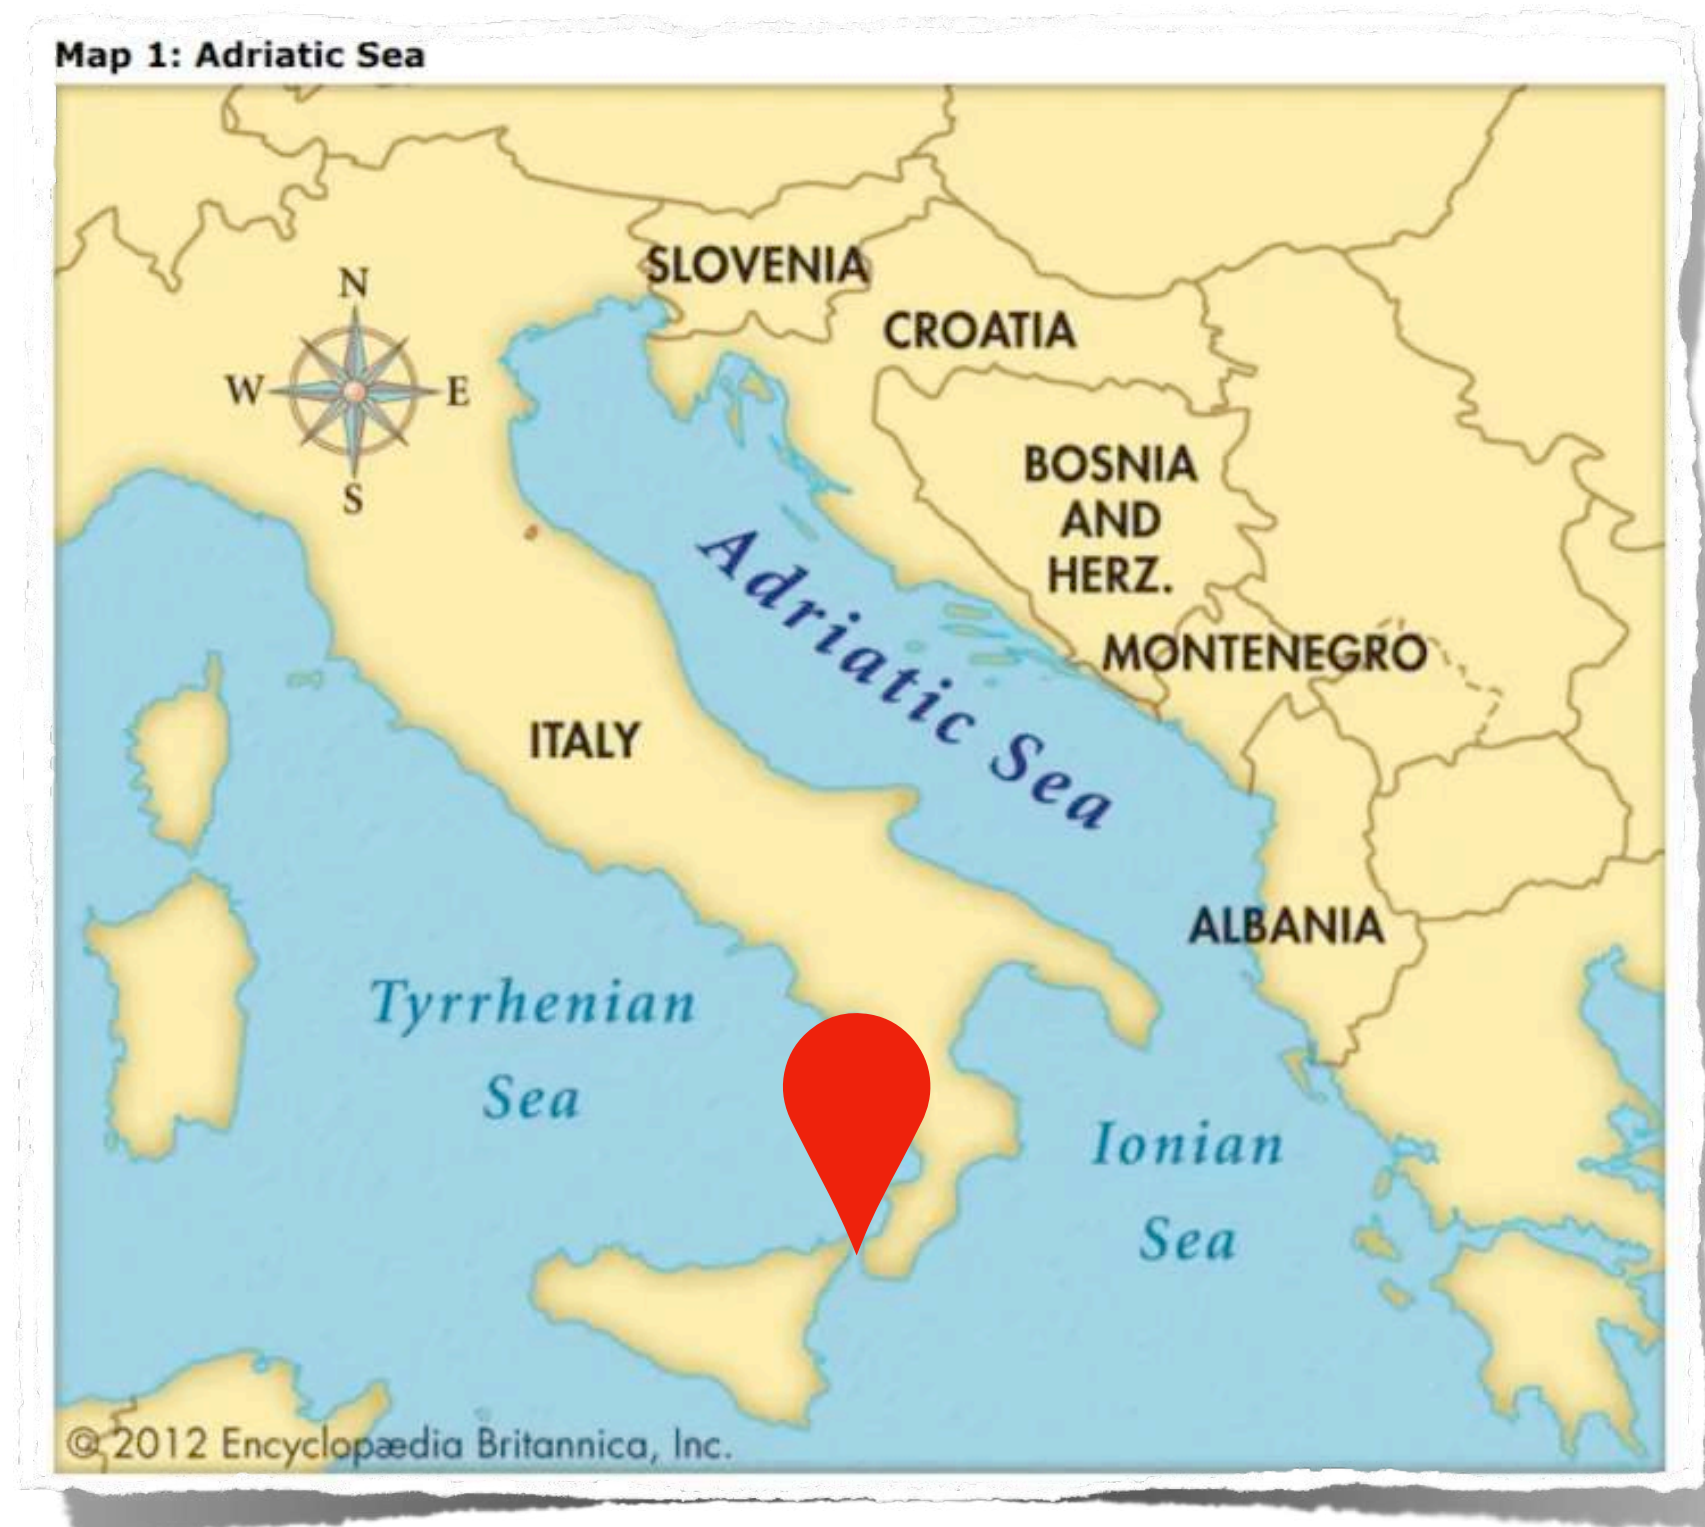 Map 1: Adriatic Sea
N
W
E
S
SLOVENIA
CROATIA
BOSNIA
AND
HERZ.
MONTENEGRO
Adriatic Sea
ITALY
ALBANIA
Tyrrhenian
Sea
Ionian
Sea
© 2012 Encyclopædia Britannica, Inc.